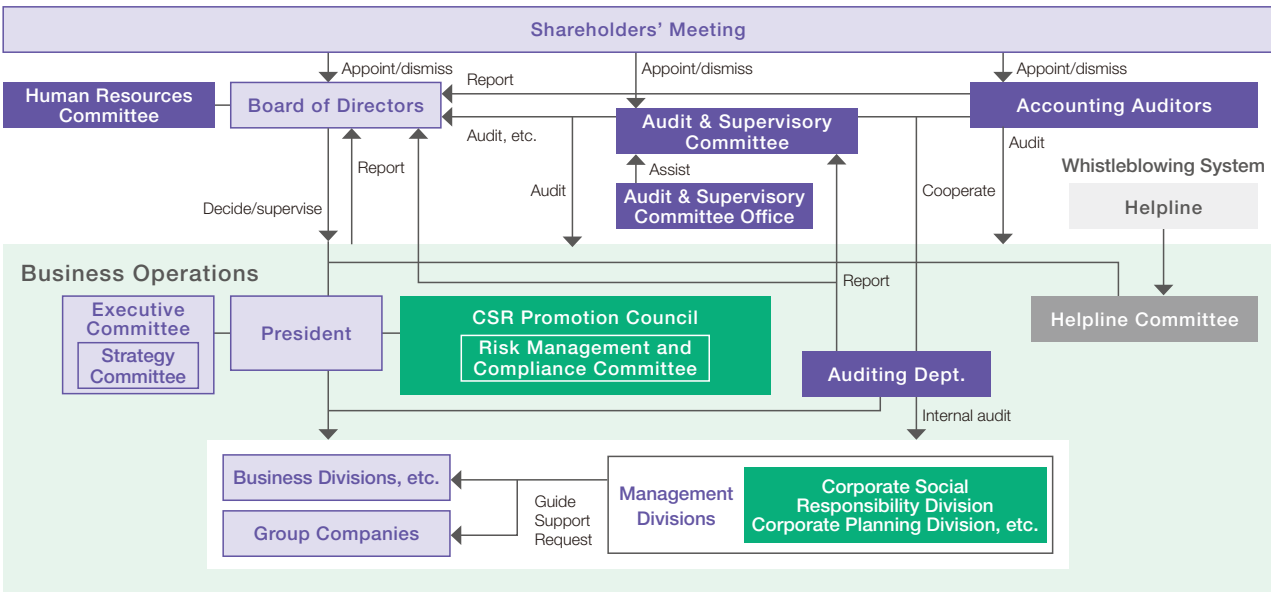 Shareholders' Meeting
Appoint/dismiss
Appoint/dismiss
Appoint/dismiss
Report
Human Resources
Committee
Board of Directors
Audit & Supervisory
Committee
Accounting Auditors
Audit, etc.
Audit
Report
Assist
Whistleblowing System
Audit
Cooperate
Audit & Supervisory
Committee Office
Helpline
Decide/supervise
Business Operations
Report
Executive
Committee
Strategy
Committee
President
CSR Promotion Council
Risk Management and
Compliance Committee
Helpline Committee
Auditing Dept.
Internal audit
Business Divisions, etc.
Group Companies
Guide
Support
Request
Management
Divisions
Corporate Social
Responsibility Division
Corporate Planning Division, etc.